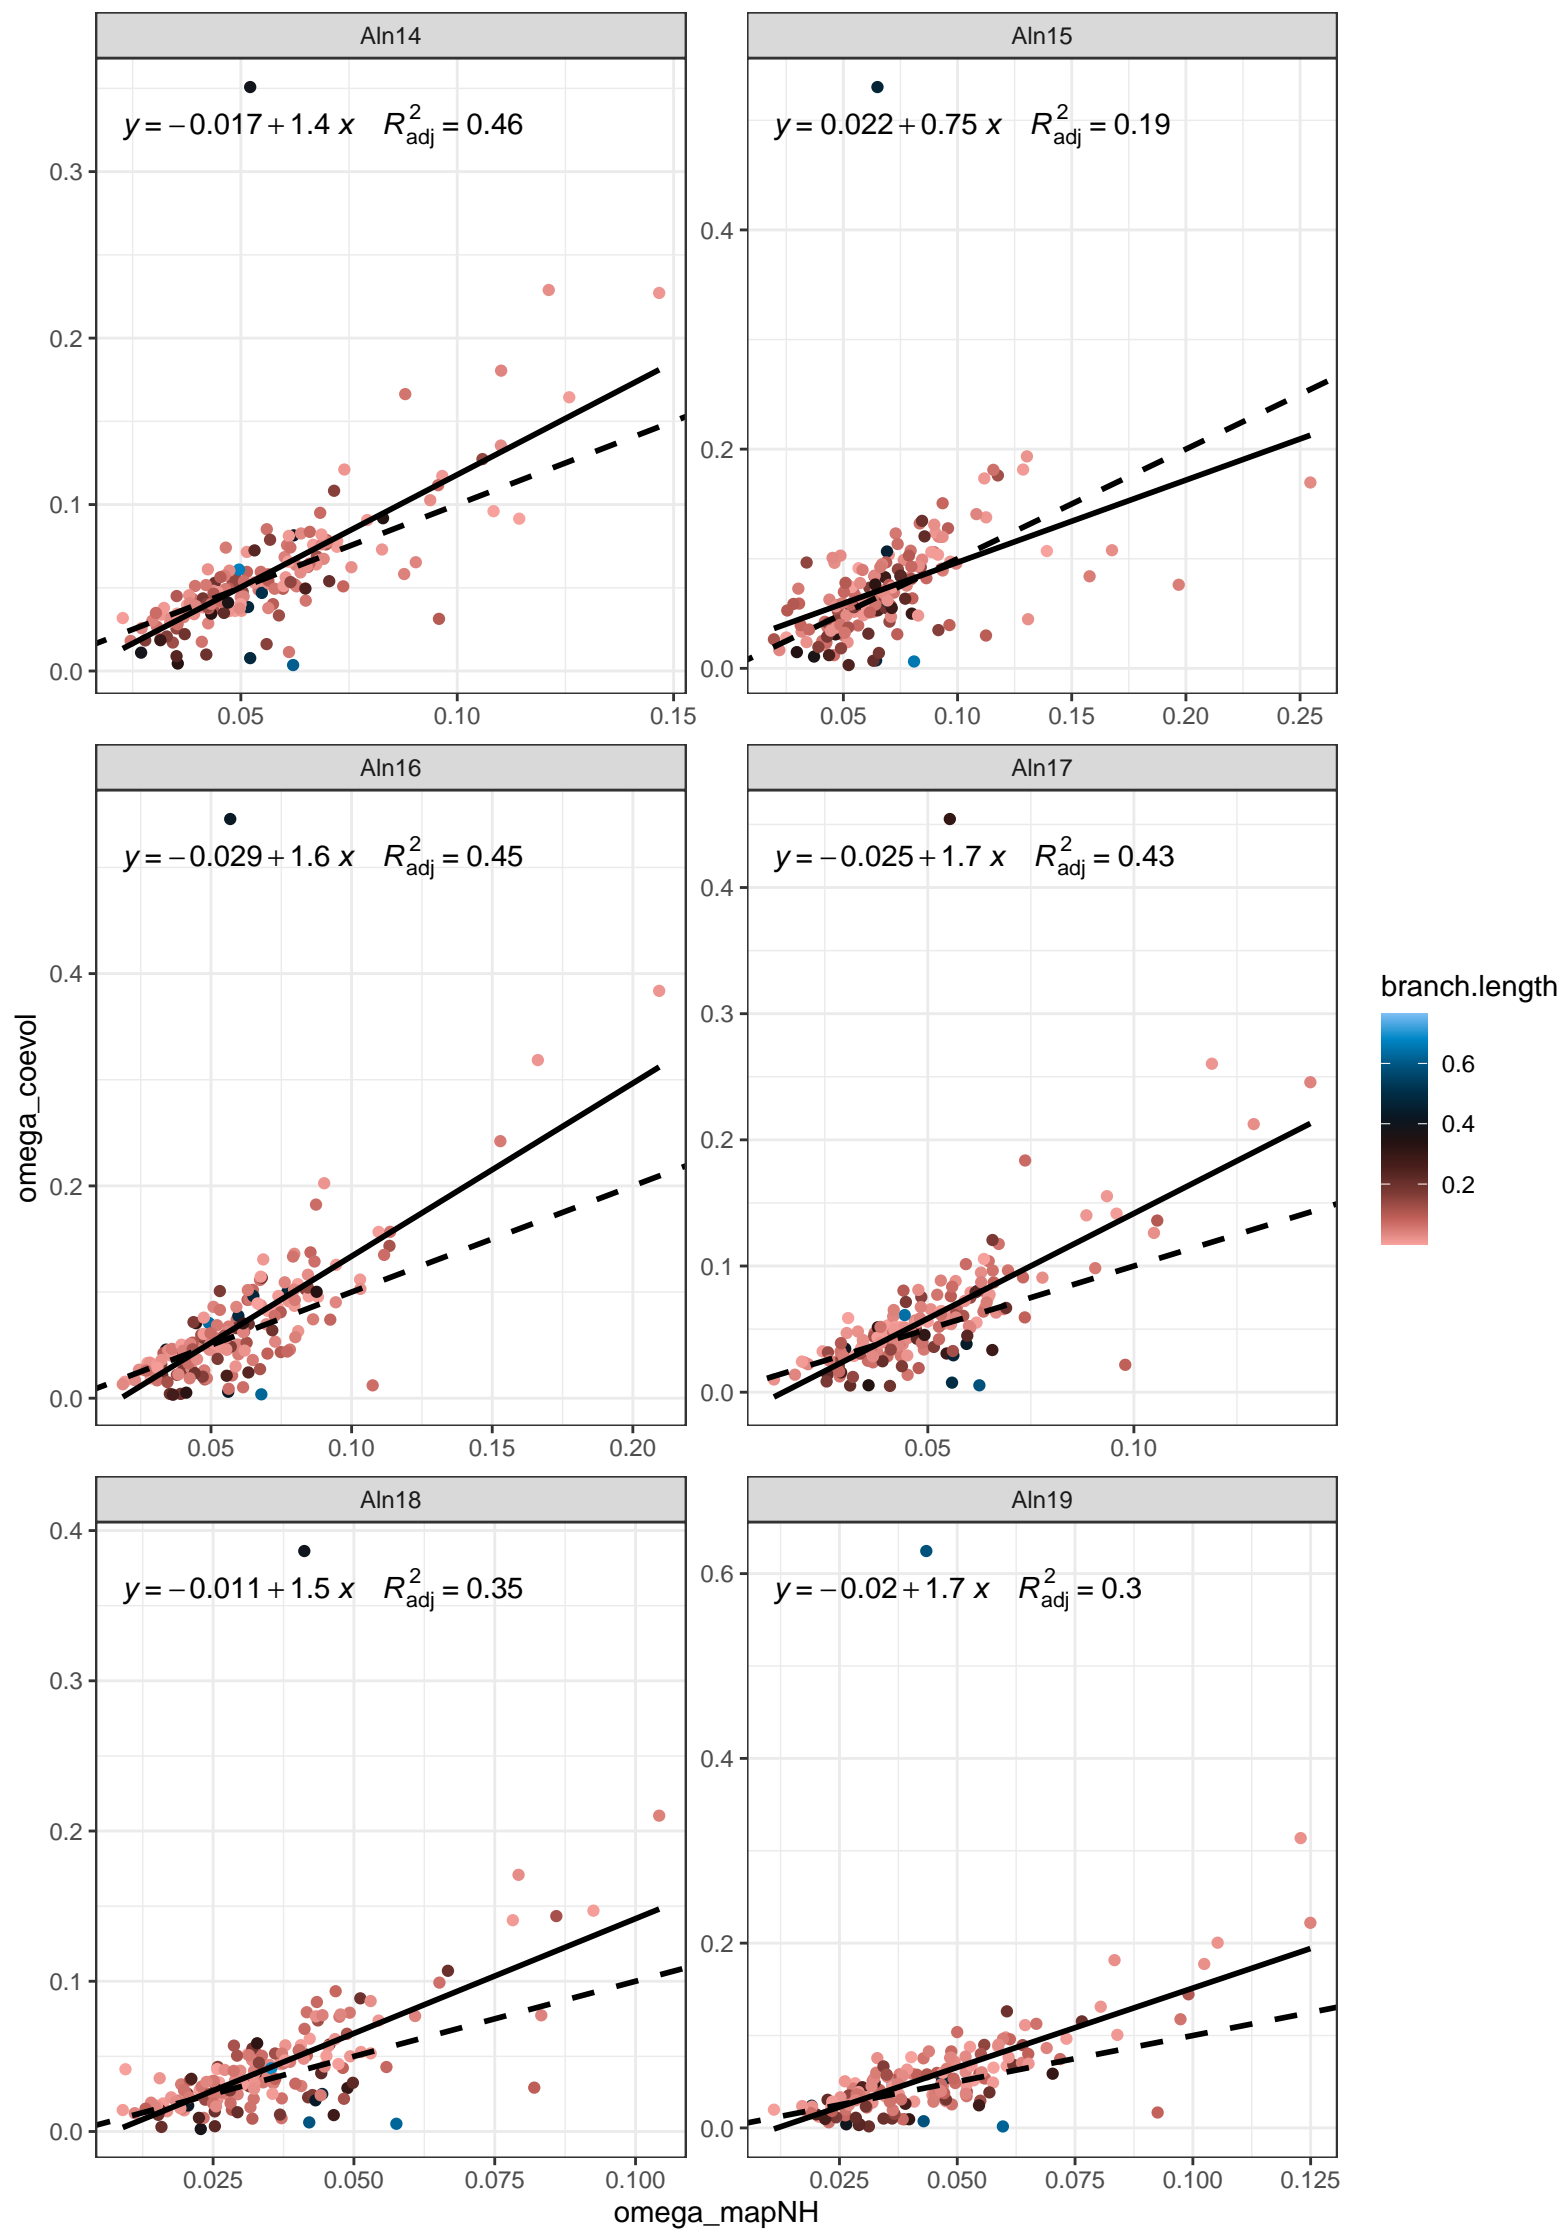 Aln14
Aln15
y = −0.017 + 1.4 x R²adj = 0.46
y = 0.022 + 0.75 x R²adj = 0.19
0.3
0.2
0.1
0.0
0.4
0.2
0.0
0.05 0.10 0.15
0.05 0.10 0.15 0.20 0.25
Aln16
Aln17
y = −0.029 + 1.6 x R²adj = 0.45
y = −0.025 + 1.7 x R²adj = 0.43
0.4
0.2
0.0
0.4
0.3
0.2
0.1
0.0
0.05 0.10 0.15 0.20
0.05 0.10
Aln18
Aln19
y = −0.011 + 1.5 x R²adj = 0.35
y = −0.02 + 1.7 x R²adj = 0.3
0.4
0.3
0.2
0.1
0.0
0.6
0.4
0.2
0.0
0.025 0.050 0.075 0.100
0.025 0.050 0.075 0.100 0.125
omega_mapNH
omega_coevol
branch.length
0.6
0.4
0.2